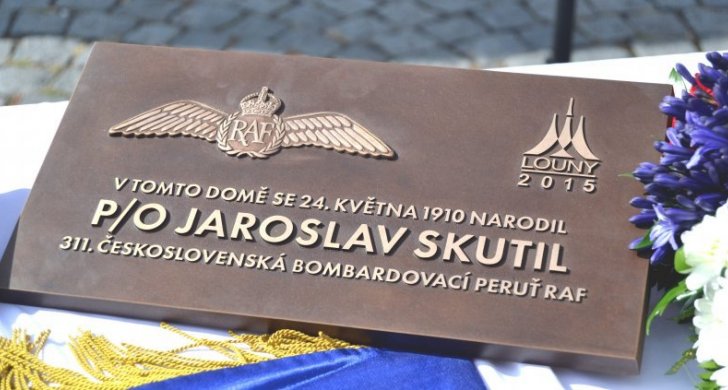 RAF
LOUNY
2015
V TOMTO DOMĚ SE 24. KVĚTNA 1910 NARODIL
P/O JAROSLAV SKUTIL
311. ČESKOSLOVENSKÁ BOMBARDOVACÍ PERUŤ RAF